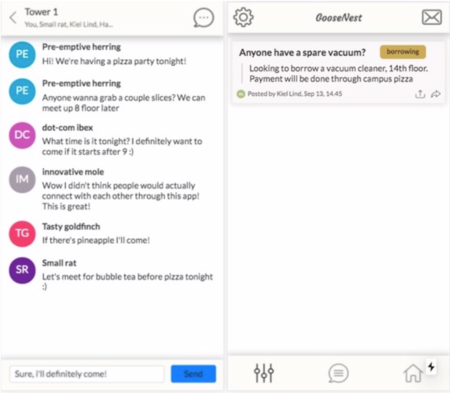 Tower 1
You, Small rat, Kiel Lind, Ha...
PE
Pre-emptive herring
Hi! We're having a pizza party tonight!
PE
Pre-emptive herring
Anyone wanna grab a couple slices? We can
meet up 8 floor later
DC
dot-com ibex
What time is it tonight? I definitely want to
come if it starts after 9 :)
IM
innovative mole
Wow I didn't think people would actually
connect with each other through this app!
This is great!
TG
Tasty goldfinch
If there's pineapple I'll come!
SR
Small rat
Let's meet for bubble tea before pizza tonight
;)
Sure, i'll definitely come!
Send
GooseNest
Anyone have a spare vacuum?
borrowing
Looking to borrow a vacuum cleaner, 14th floor.
Payment will be done through campus pizza
Posted by Kiel Lind, Sep 13, 14.45